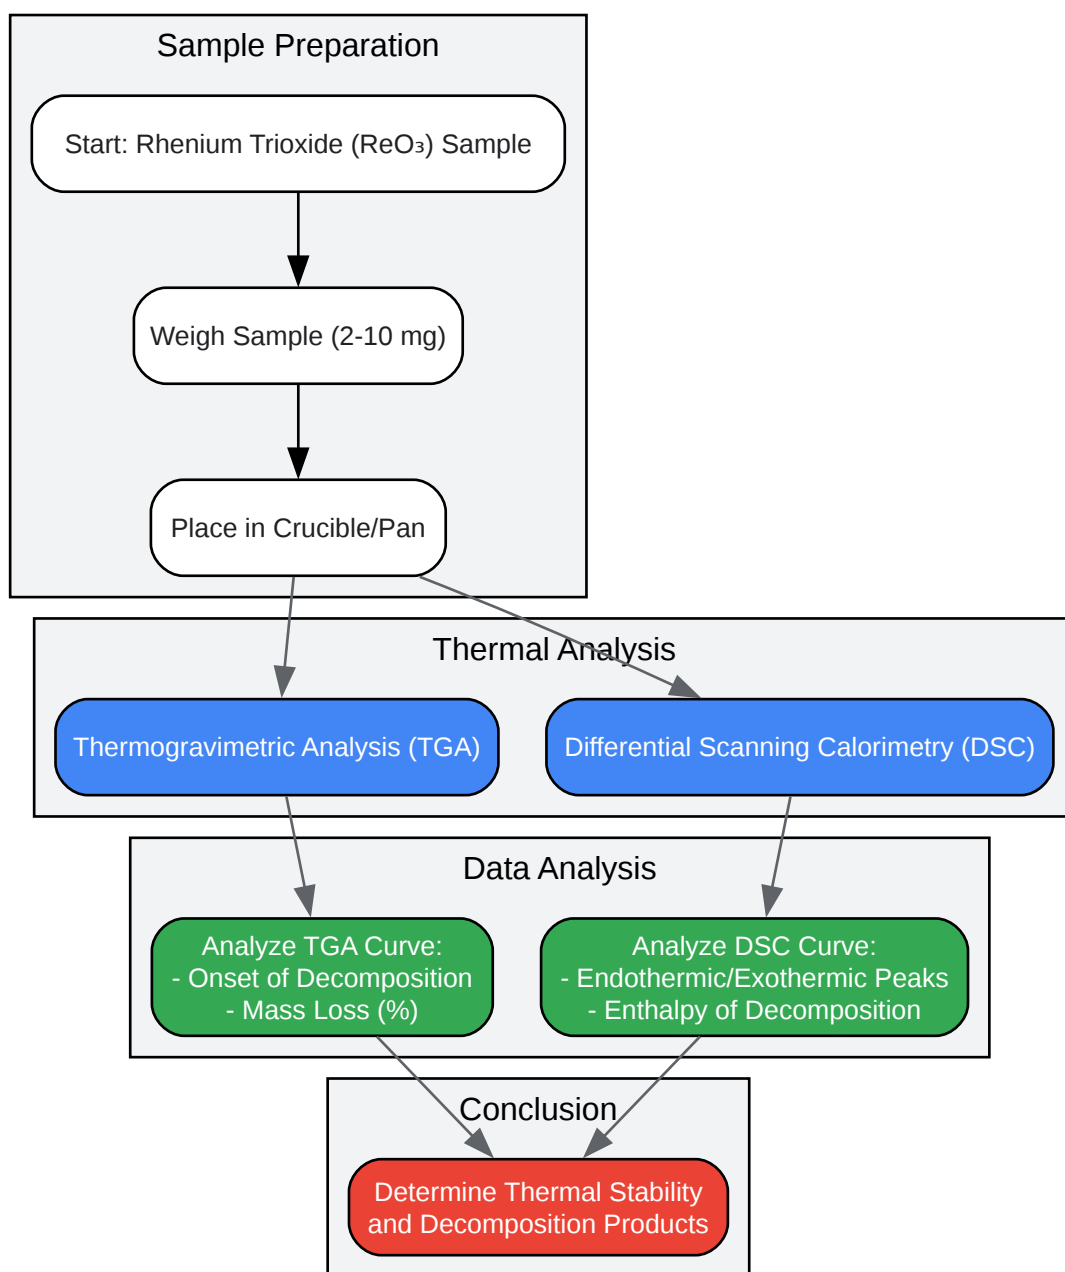 Sample Preparation
Start: Rhenium Trioxide (ReO₃) Sample
Weigh Sample (2-10 mg)
Place in Crucible/Pan
Thermal Analysis
Thermogravimetric Analysis (TGA)
Differential Scanning Calorimetry (DSC)
Data Analysis
Analyze TGA Curve:
- Onset of Decomposition
- Mass Loss (%)
Analyze DSC Curve:
- Endothermic/Exothermic Peaks
- Enthalpy of Decomposition
Conclusion
Determine Thermal Stability
and Decomposition Products